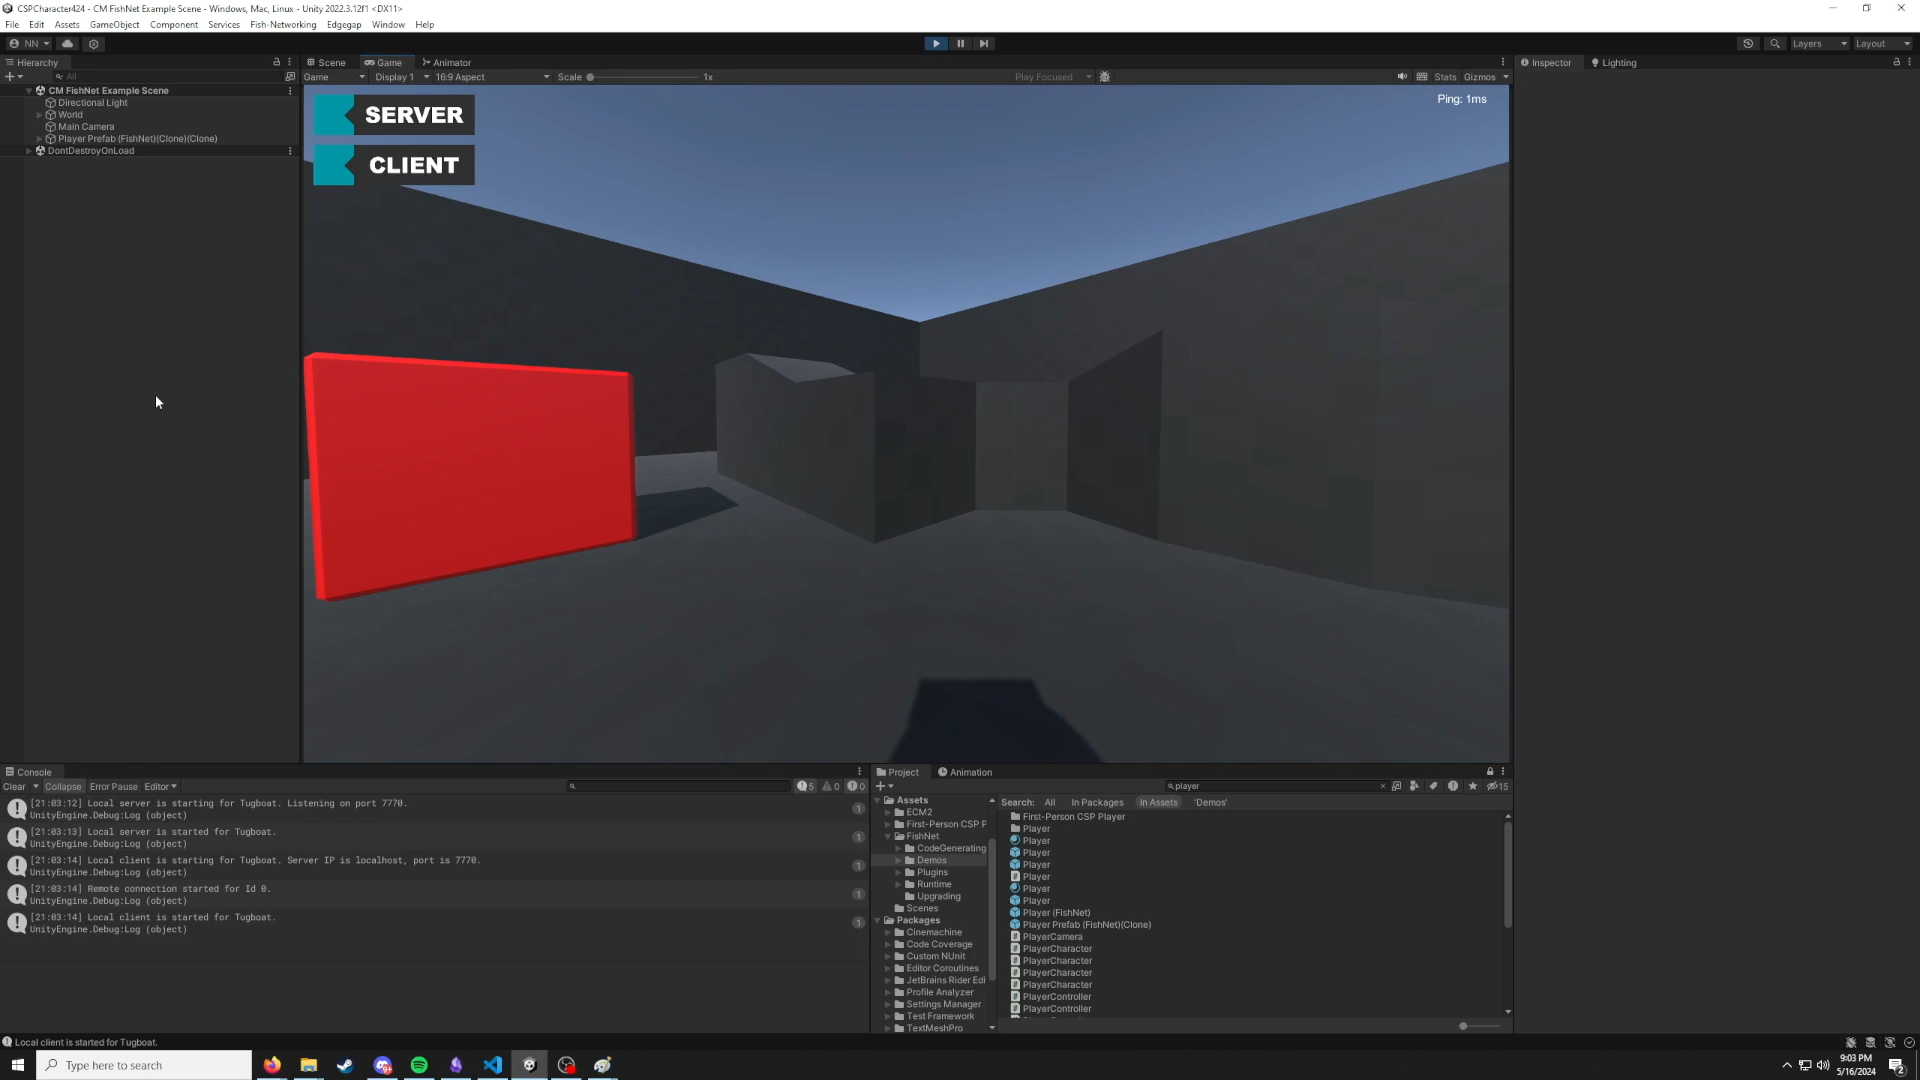 CSPCharacter424 - CM FishNet Example Scene - Windows, Mac, Linux - Unity 2022.3.12f1 <DX11>
File Edit Assets GameObject Component Services Fish-Networking Edgegap Window Help
NN
Layers Layout
Hierarchy
All
CM FishNet Example Scene
Directional Light
World
Main Camera
Player Prefab (FishNet)(Clone)(Clone)
DontDestroyOnLoad
Scene Game Animator
Game Display 1 16:9 Aspect Scale 1x Play Focused Stats Gizmos
SERVER
CLIENT
Ping: 1ms
Inspector Lighting
Console
Clear Collapse Error Pause Editor 5 0 0
[21:03:12] Local server is starting for Tugboat. Listening on port 7770.
UnityEngine.Debug:Log (object)
1
[21:03:13] Local server is started for Tugboat.
UnityEngine.Debug:Log (object)
1
[21:03:14] Local client is starting for Tugboat. Server IP is localhost, port is 7770.
UnityEngine.Debug:Log (object)
1
[21:03:14] Remote connection started for Id 0.
UnityEngine.Debug:Log (object)
1
[21:03:14] Local client is started for Tugboat.
UnityEngine.Debug:Log (object)
1
Project Animation
player 15
Assets
ECM2
First-Person CSP P
FishNet
CodeGenerating
Demos
Plugins
Runtime
Upgrading
Scenes
Packages
Cinemachine
Code Coverage
Custom NUnit
Editor Coroutines
JetBrains Rider Edi
Profile Analyzer
Settings Manager
Test Framework
TextMeshPro
Search: All In Packages In Assets 'Demos'
First-Person CSP Player
Player
Player
Player
Player
Player
Player
Player
Player (FishNet)
Player Prefab (FishNet)(Clone)
PlayerCamera
PlayerCharacter
PlayerCharacter
PlayerCharacter
PlayerCharacter
PlayerController
PlayerController
Local client is started for Tugboat.
Type here to search
9:03 PM
5/16/2024
2